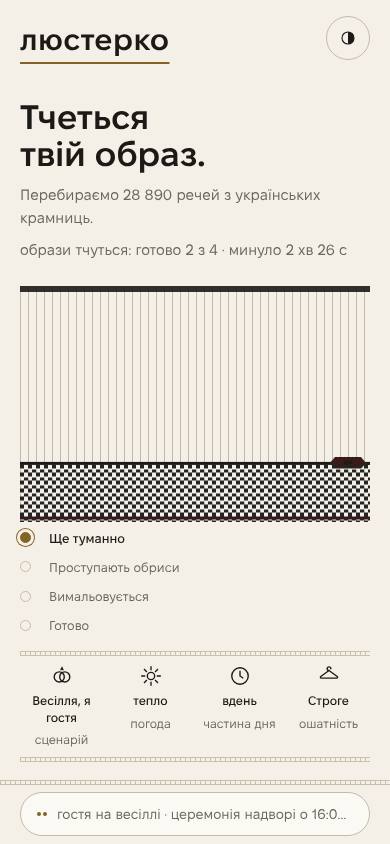 люстерко
Тчеться
твій образ.
Перебираємо 28 890 речей з українських
крамниць.
образи тчуться: готово 2 з 4 · минуло 2 хв 26 с
Ще туманно
Проступають обриси
Вимальовується
Готово
Весілля, я
гостя
сценарій
тепло
погода
вдень
частина дня
Строге
ошатність
гостя на весіллі · церемонія надворі о 16:0...